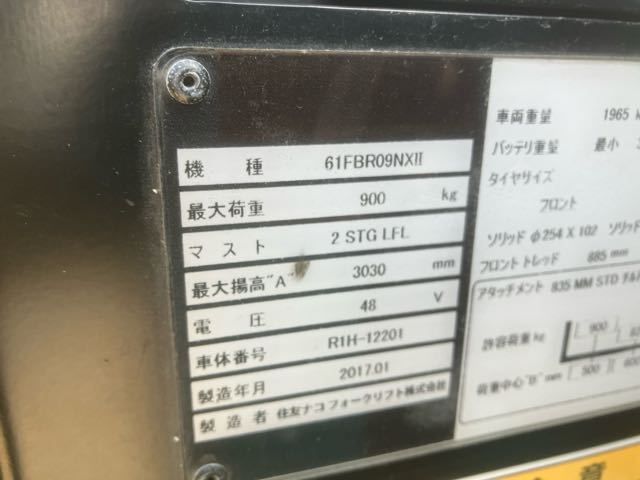 機 種 61FBR09NXII
最大荷重 900 kg
マスト 2 STG LFL
最大揚高"A" 3030 mm
電 圧 48 V
車体番号 R1H-12201
製造年月 2017.01
製造者 住友ナコフォークリフト株式会社
車両重量 1965
バッテリ重量 最小
タイヤサイズ
フロント
ソリッド φ254 X 102 ソリッド
フロント トレッド 885 mm
アタッチメント 835 MM STD
許容荷重 kg 900
荷重中心"B" mm 500 600
意